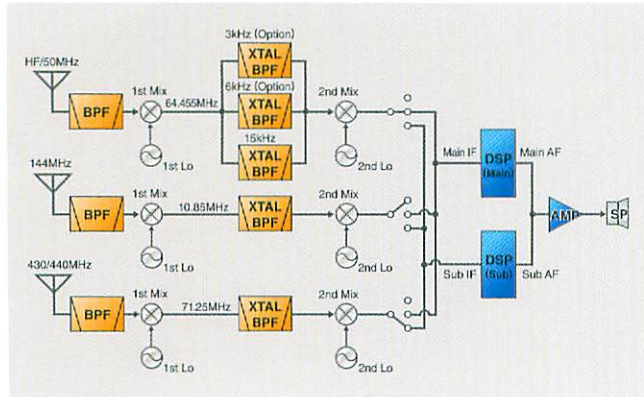 3kHz (Option)
XTAL
BPF
HF/50MHz
BPF
1st Mix
64.455MHz
1st Lo
6kHz (Option)
XTAL
BPF
15kHz
XTAL
BPF
2nd Mix
2nd Lo
144MHz
BPF
1st Mix
10.85MHz
1st Lo
XTAL
BPF
2nd Mix
2nd Lo
430/440MHz
BPF
1st Mix
71.25MHz
1st Lo
XTAL
BPF
2nd Mix
2nd Lo
Main IF
DSP
(Main)
Main AF
Sub IF
DSP
(Sub)
Sub AF
AMP
SP